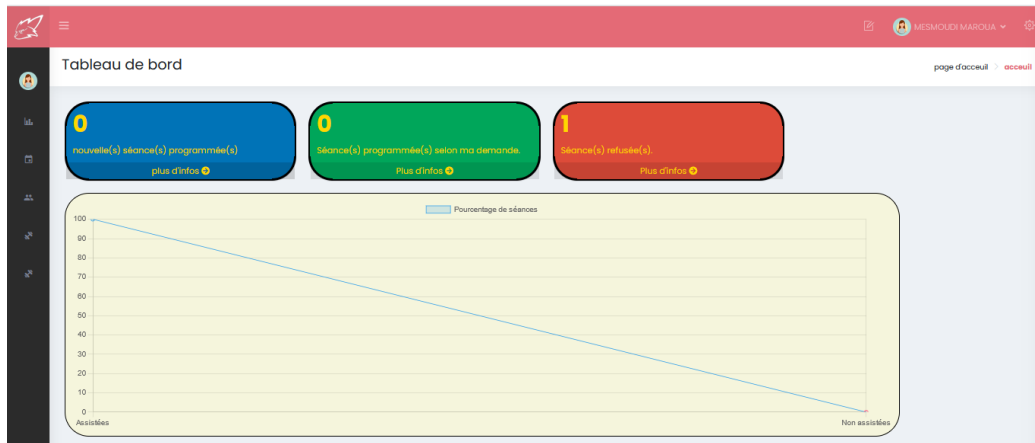 MESMOUDI MAROUA
Tableau de bord
page d'acceuil
acceuil
0
nouvelle(s) séance(s) programmée(s)
plus d'infos
0
Séance(s) programmée(s) selon ma demande.
Plus d'infos
1
Séance(s) refusée(s).
Plus d'infos
Pourcentage de séances
100
90
80
70
60
50
40
30
20
10
0
Assistées
Non assistées